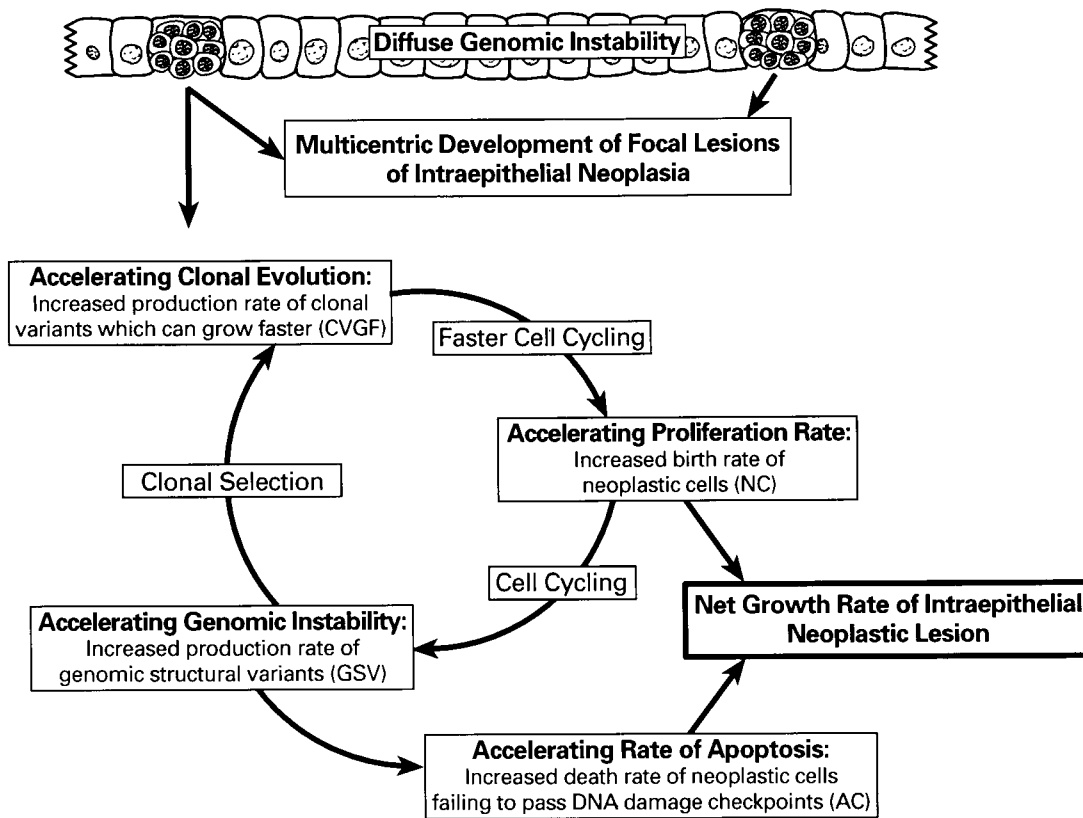 Diffuse Genomic Instability
Multicentric Development of Focal Lesions
of Intraepithelial Neoplasia
Accelerating Clonal Evolution:
Increased production rate of clonal
variants which can grow faster (CVGF)
Faster Cell Cycling
Accelerating Proliferation Rate:
Increased birth rate of
neoplastic cells (NC)
Clonal Selection
Cell Cycling
Net Growth Rate of Intraepithelial
Neoplastic Lesion
Accelerating Genomic Instability:
Increased production rate of
genomic structural variants (GSV)
Accelerating Rate of Apoptosis:
Increased death rate of neoplastic cells
failing to pass DNA damage checkpoints (AC)